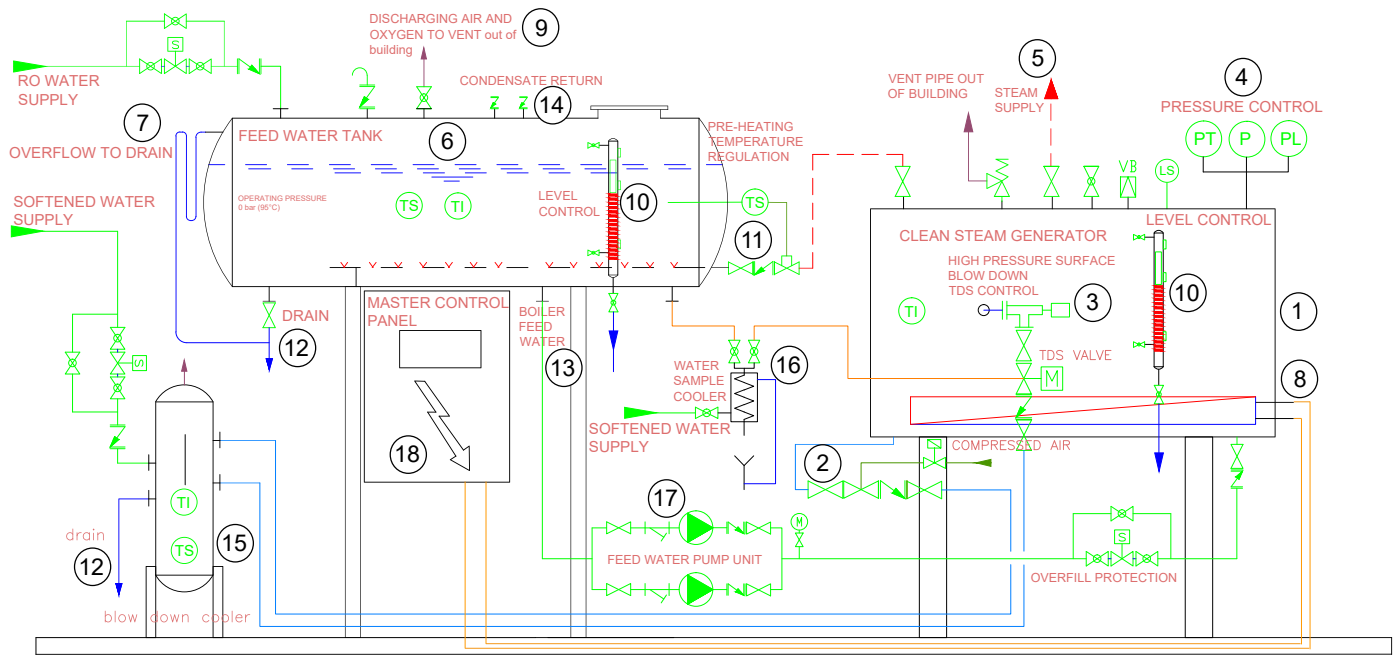 DISCHARGING AIR AND
OXYGEN TO VENT out of
building
9
S
RO WATER
SUPPLY
CONDENSATE RETURN
14
VENT PIPE OUT
OF BUILDING
5
STEAM
SUPPLY
4
PRESSURE CONTROL
PT
P
PL
7
OVERFLOW TO DRAIN
FEED WATER TANK
6
PRE-HEATING
TEMPERATURE
REGULATION
VB
LS
SOFTENED WATER
SUPPLY
OPERATING PRESSURE
0 bar (95°C)
TS
TI
LEVEL
CONTROL
10
TS
11
LEVEL CONTROL
CLEAN STEAM GENERATOR
HIGH PRESSURE SURFACE
BLOW DOWN
TDS CONTROL
3
10
TI
1
DRAIN
12
MASTER CONTROL
PANEL
BOILER
FEED
WATER
13
WATER
SAMPLE
COOLER
16
TDS VALVE
M
8
S
SOFTENED WATER
SUPPLY
COMPRESSED AIR
2
18
17
M
FEED WATER PUMP UNIT
S
OVERFILL PROTECTION
TI
TS
15
drain
12
blow down cooler